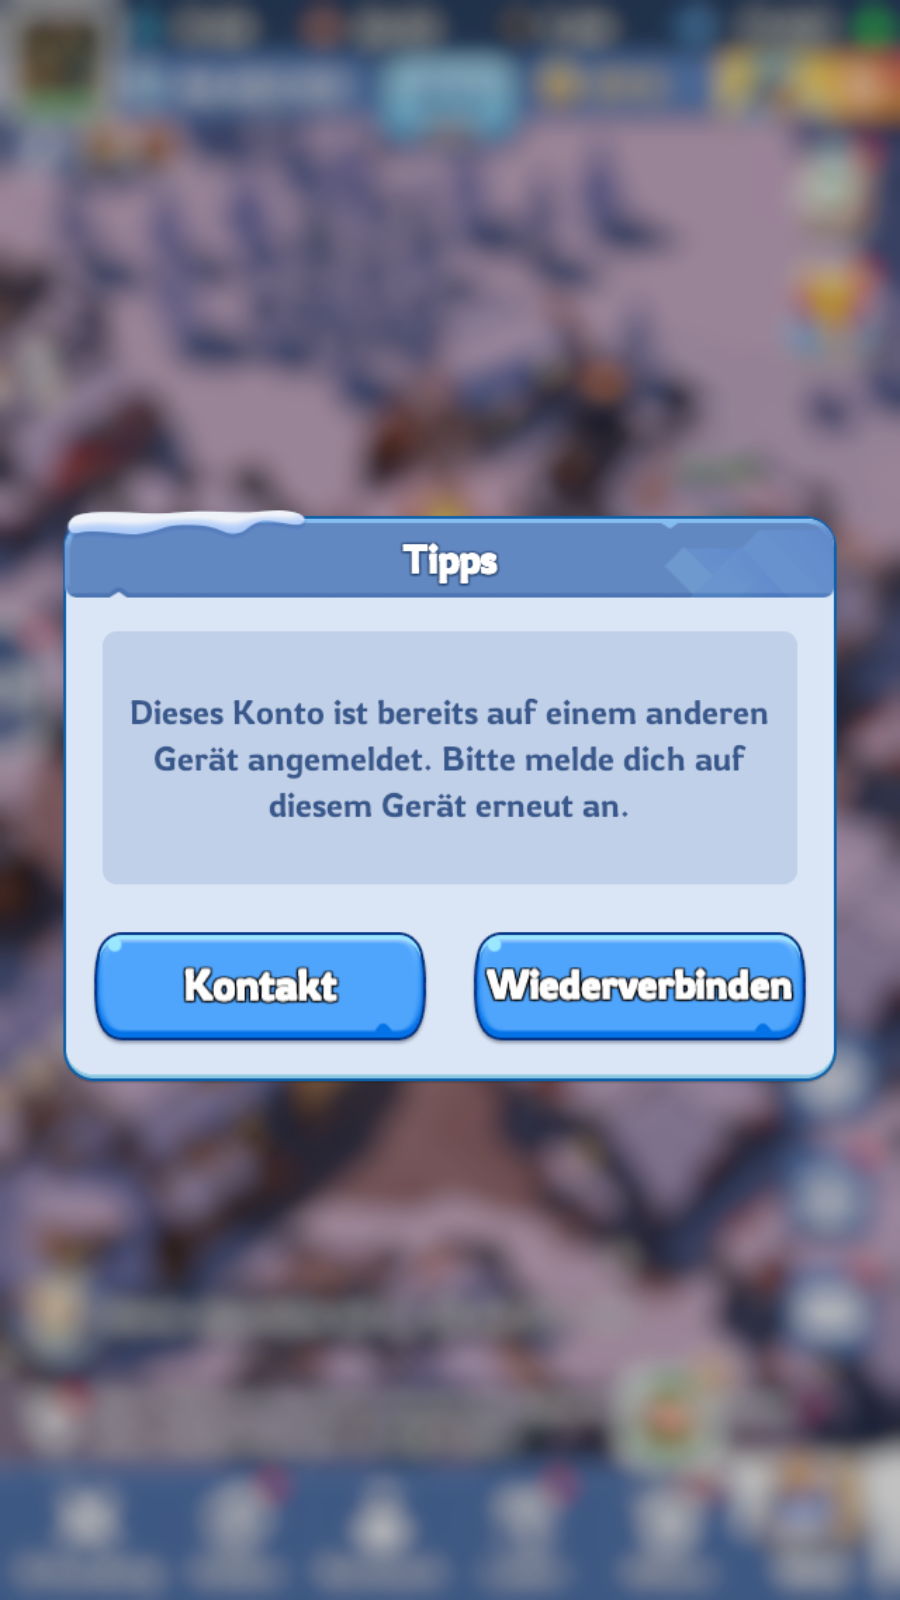 Tipps
Dieses Konto ist bereits auf einem anderen
Gerät angemeldet. Bitte melde dich auf
diesem Gerät erneut an.
Kontakt
Wiederverbinden